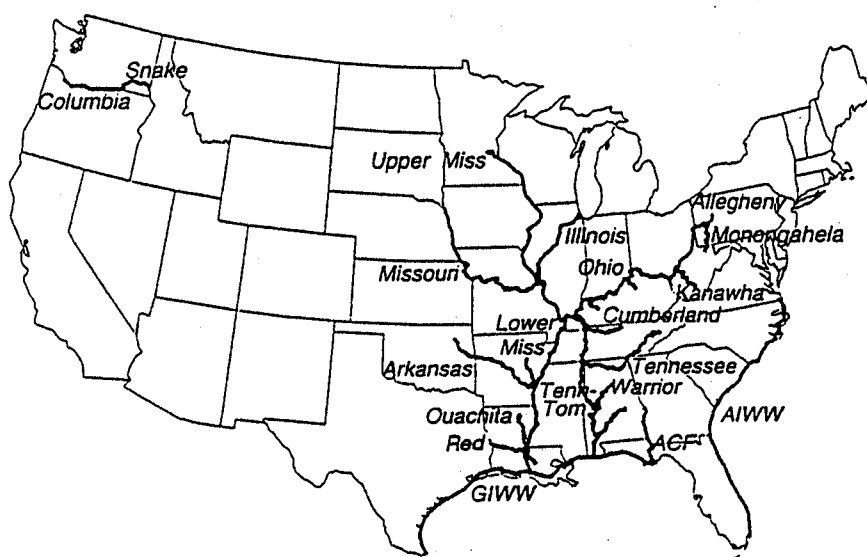 Snake
Columbia
Upper Miss
Allegheny
Illinois
Monongahela
Missouri
Ohio
Kanawha
Cumberland
Lower
Miss
Arkansas
Tennessee
Tenn-
Tom
Warrior
Ouachita
AIWW
Red
ACF
GIWW